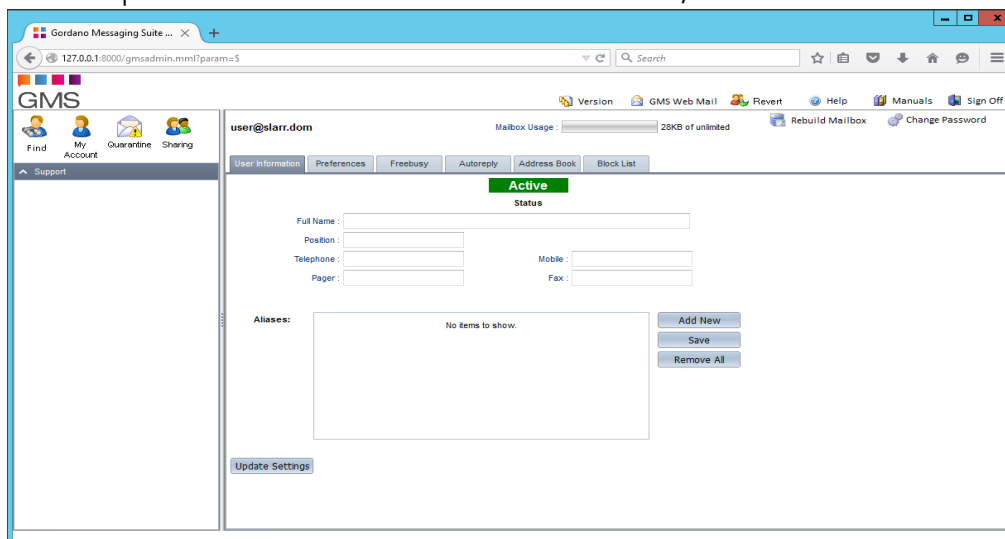 Gordano Messaging Suite ...
127.0.0.1:8000/gmsadmin.mml?param=S
Search
GMS
Version GMS Web Mail Revert Help Manuals Sign Off
Find My Account Quarantine Sharing
Support
user@slarr.dom
Mailbox Usage : 28KB of unlimited
Rebuild Mailbox Change Password
User Information Preferences Freebusy Autoreply Address Book Block List
Active
Status
Full Name :
Position :
Telephone : Mobile :
Pager : Fax :
Aliases: No items to show.
Add New
Save
Remove All
Update Settings